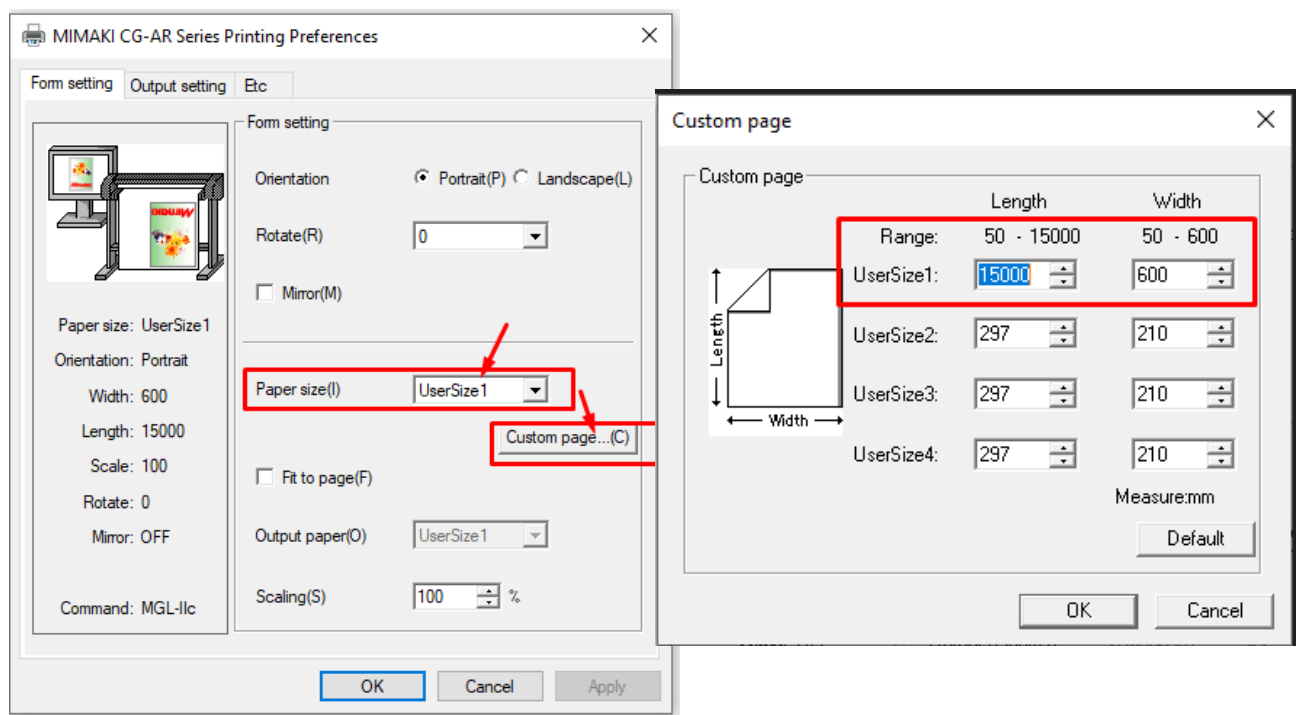 MIMAKI CG-AR Series Printing Preferences
Form setting
Output setting
Etc
Mimaki
Paper size: UserSize1
Orientation: Portrait
Width: 600
Length: 15000
Scale: 100
Rotate: 0
Mirror: OFF
Command: MGL-IIc
Form setting
Orientation Portrait(P) Landscape(L)
Rotate(R) 0
Mirror(M)
Paper size(I) UserSize1
Custom page...(C)
Fit to page(F)
Output paper(O) UserSize1
Scaling(S) 100 %
OK Cancel Apply
Custom page
Custom page
Length Width
Range: 50 - 15000 50 - 600
UserSize1: 15000 600
UserSize2: 297 210
UserSize3: 297 210
UserSize4: 297 210
Length
Width
Measure:mm
Default
OK Cancel